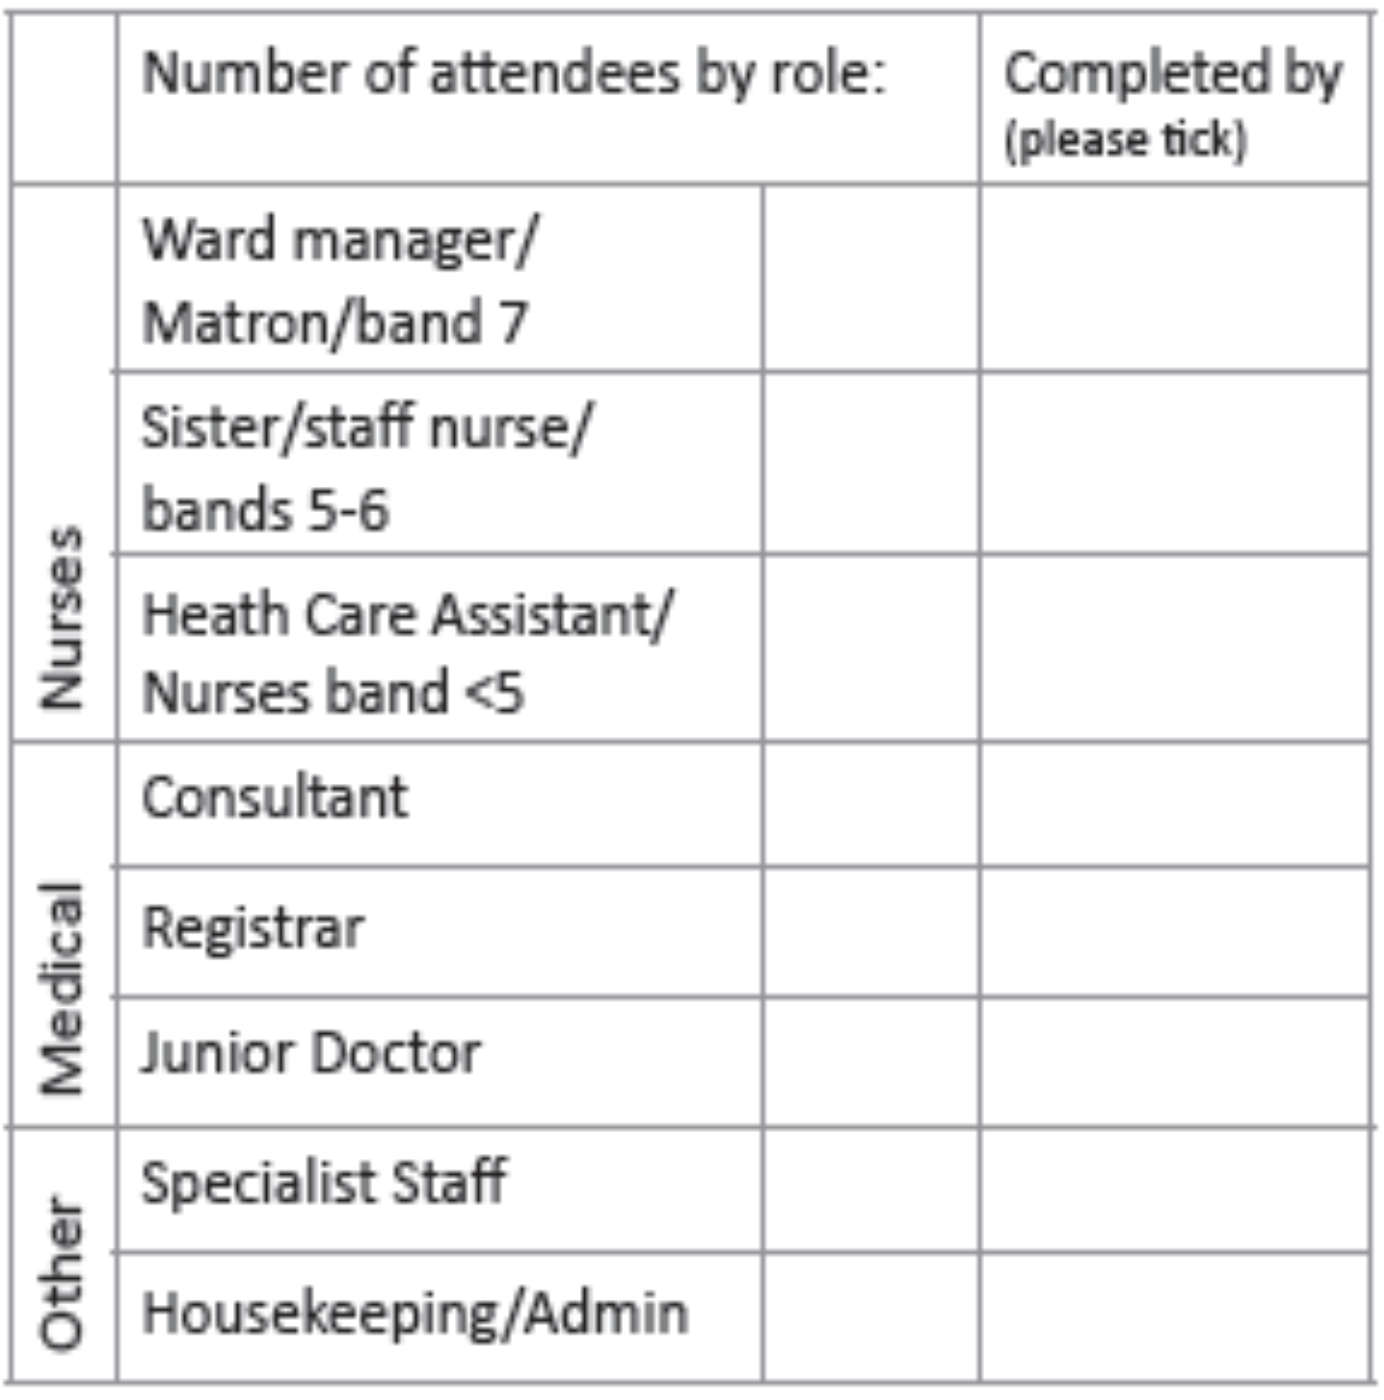 Number of attendees by role:
Completed by
(please tick)
Nurses
Ward manager/
Matron/band 7
Sister/staff nurse/
bands 5-6
Heath Care Assistant/
Nurses band <5
Medical
Consultant
Registrar
Junior Doctor
Other
Specialist Staff
Housekeeping/Admin